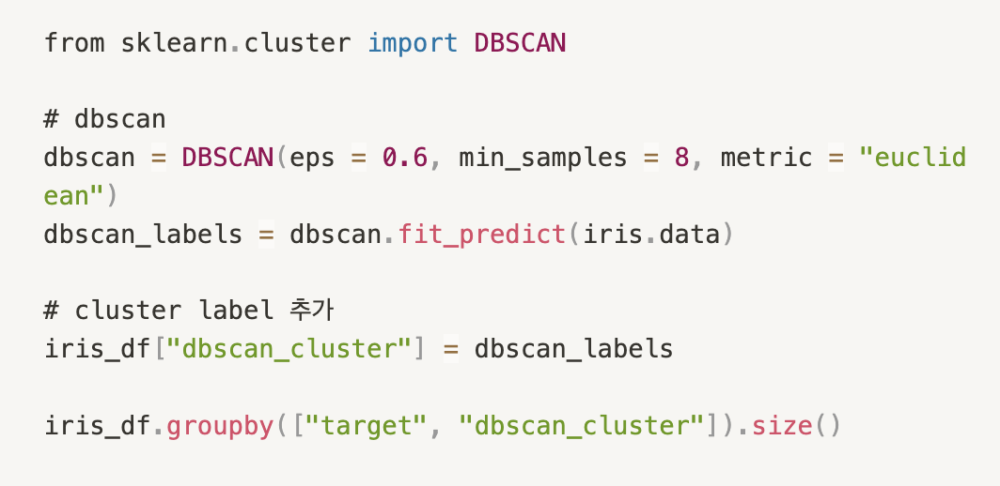 from sklearn.cluster import DBSCAN
# dbscan
dbscan = DBSCAN(eps = 0.6, min_samples = 8, metric = "euclid
ean")
dbscan_labels = dbscan.fit_predict(iris.data)
# cluster label 추가
iris_df["dbscan_cluster"] = dbscan_labels
iris_df.groupby(["target", "dbscan_cluster"]).size()